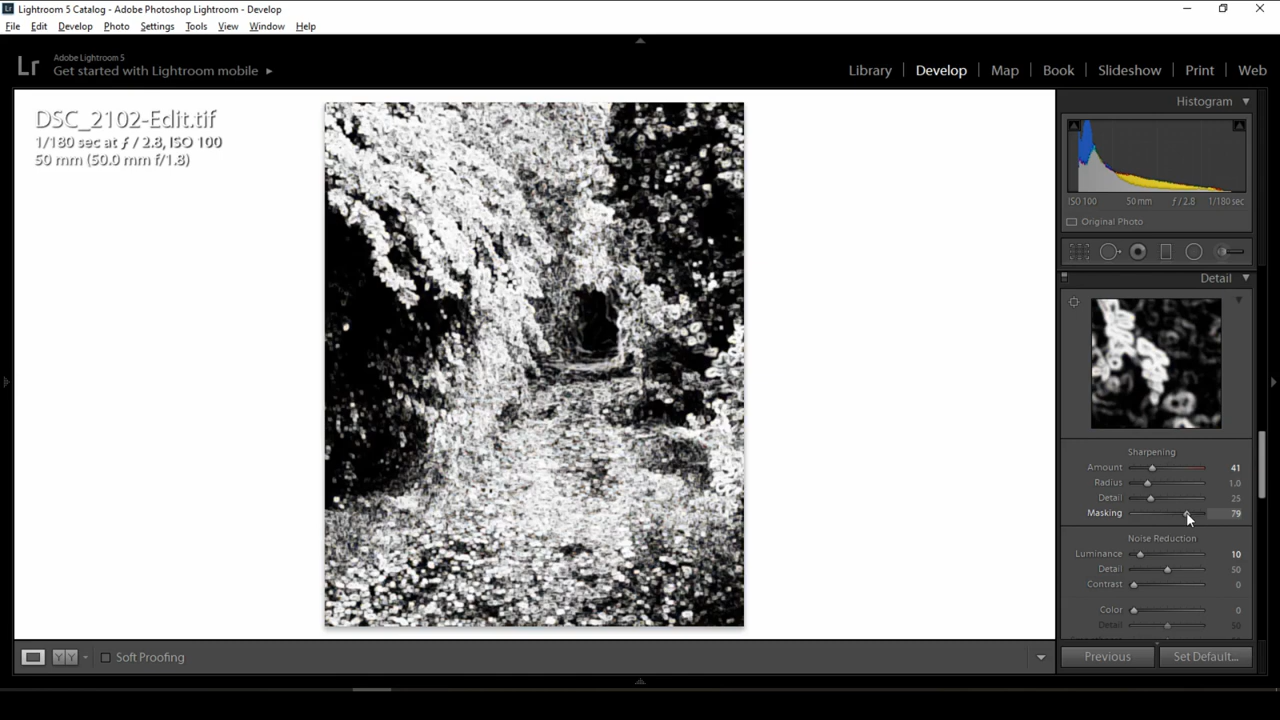 Lightroom 5 Catalog - Adobe Photoshop Lightroom - Develop
File Edit Develop Photo Settings Tools View Window Help
Lr Adobe Lightroom 5
Get started with Lightroom mobile ▸
Library Develop Map Book Slideshow Print Web
DSC_2102-Edit.tif
1/180 sec at ƒ / 2.8, ISO 100
50 mm (50.0 mm f/1.8)
Histogram
ISO 100 50 mm ƒ / 2.8 1/180 sec
Original Photo
Detail
Sharpening
Amount 41
Radius 1.0
Detail 25
Masking 79
Noise Reduction
Luminance 10
Detail 50
Contrast 0
Color 0
Detail 50
YY Soft Proofing
Previous Set Default...